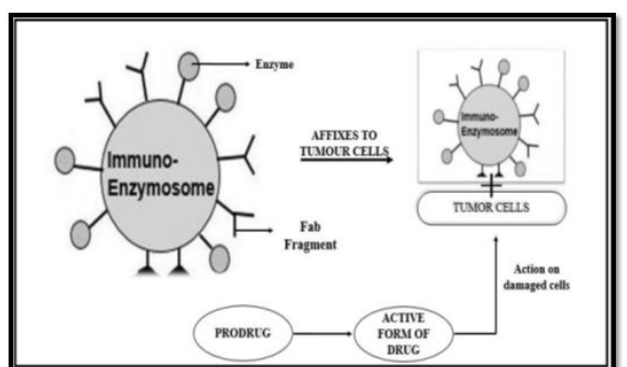 Enzyme
Immuno-
Enzymosome
Fab
Fragment
AFFIXES TO
TUMOUR CELLS
Immuno-
Enzymosome
TUMOR CELLS
Action on
damaged cells
PRODRUG
ACTIVE
FORM OF
DRUG